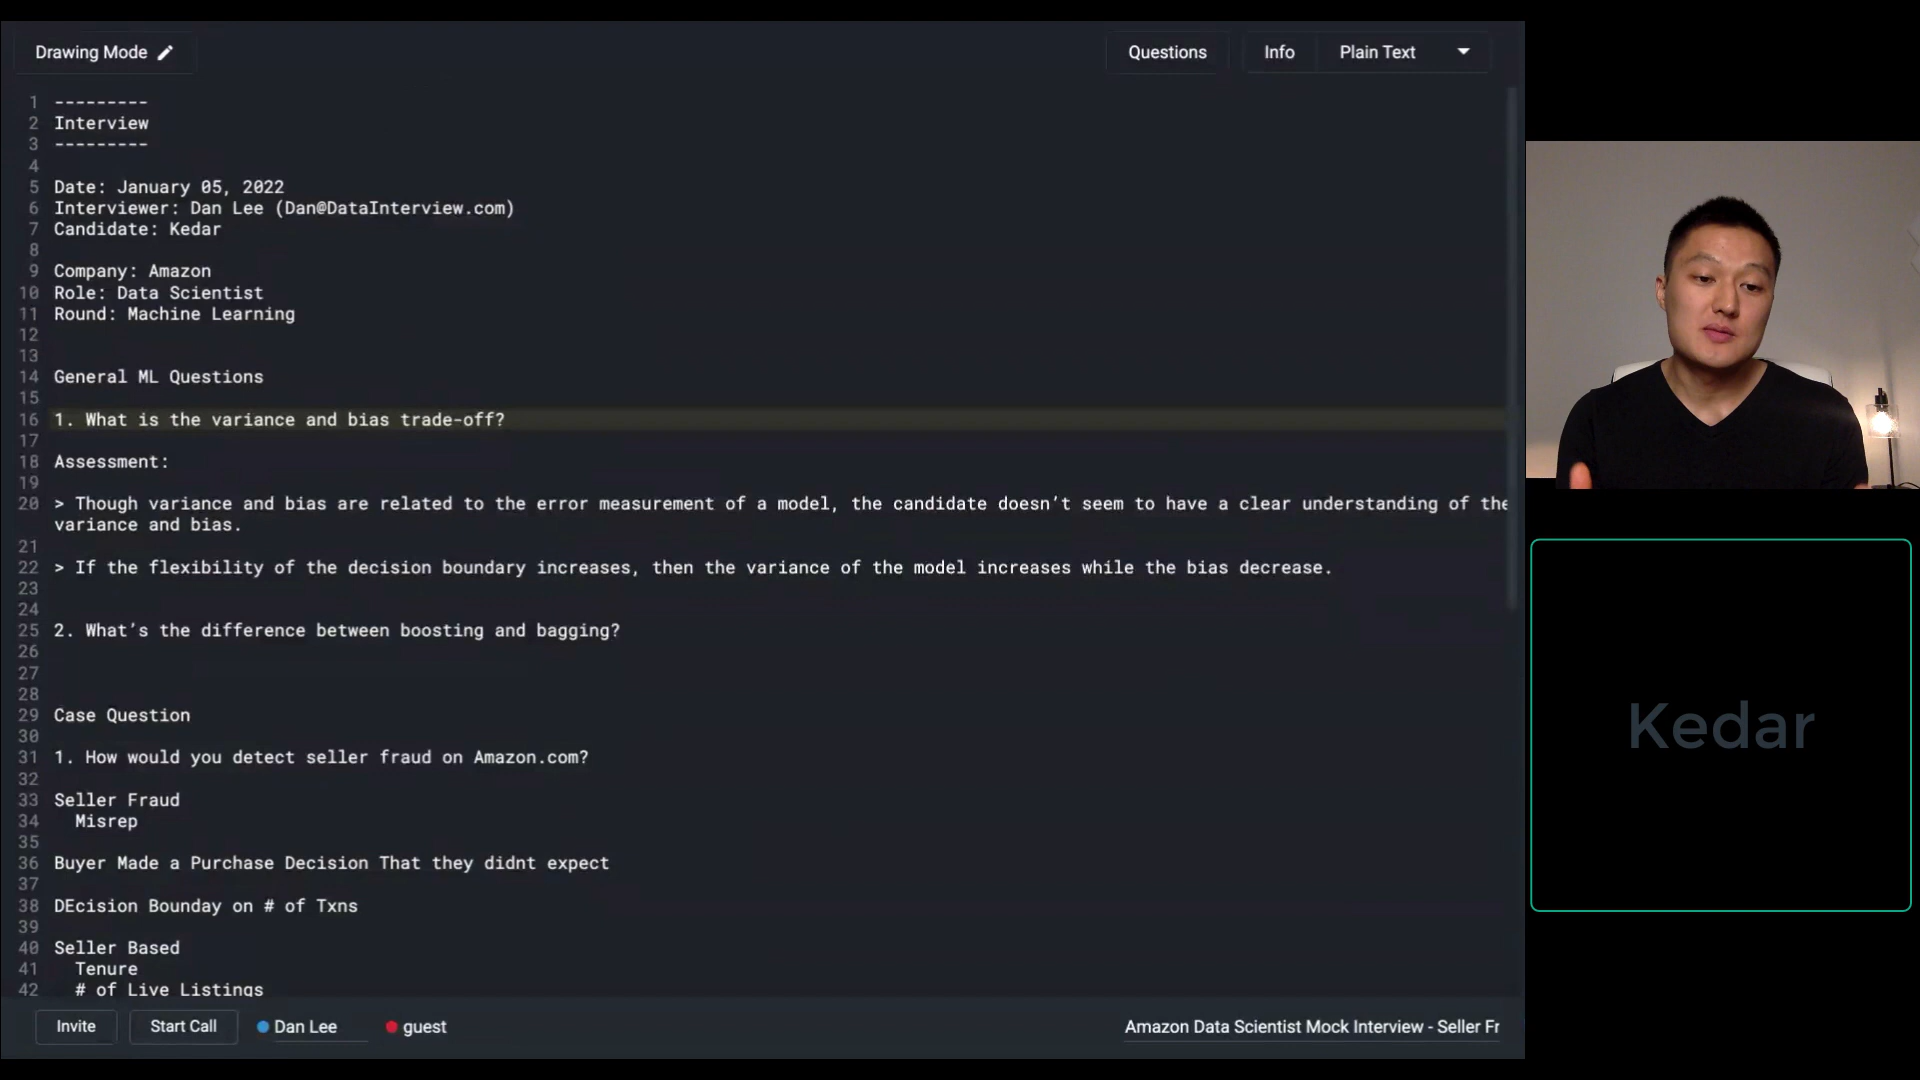 Drawing Mode
Questions
Info
Plain Text
1 ---------
2 Interview
3 ---------
4
5 Date: January 05, 2022
6 Interviewer: Dan Lee (Dan@DataInterview.com)
7 Candidate: Kedar
8
9 Company: Amazon
10 Role: Data Scientist
11 Round: Machine Learning
12
13
14 General ML Questions
15
16 1. What is the variance and bias trade-off?
17
18 Assessment:
19
20 > Though variance and bias are related to the error measurement of a model, the candidate doesn’t seem to have a clear understanding of the
variance and bias.
21
22 > If the flexibility of the decision boundary increases, then the variance of the model increases while the bias decrease.
23
24
25 2. What’s the difference between boosting and bagging?
26
27
28
29 Case Question
30
31 1. How would you detect seller fraud on Amazon.com?
32
33 Seller Fraud
34 Misrep
35
36 Buyer Made a Purchase Decision That they didnt expect
37
38 DEcision Bounday on # of Txns
39
40 Seller Based
41 Tenure
42 # of Live Listings
Invite
Start Call
Dan Lee
guest
Amazon Data Scientist Mock Interview - Seller Fr
Kedar